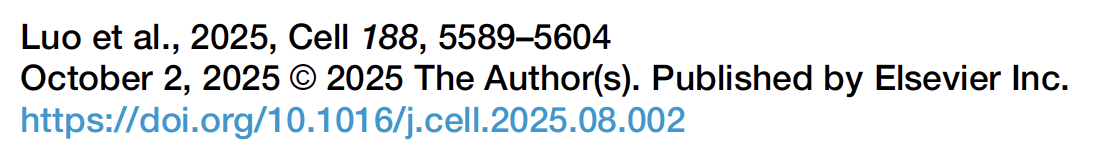 Luo et al., 2025, Cell 188, 5589–5604
October 2, 2025 © 2025 The Author(s). Published by Elsevier Inc.
https://doi.org/10.1016/j.cell.2025.08.002